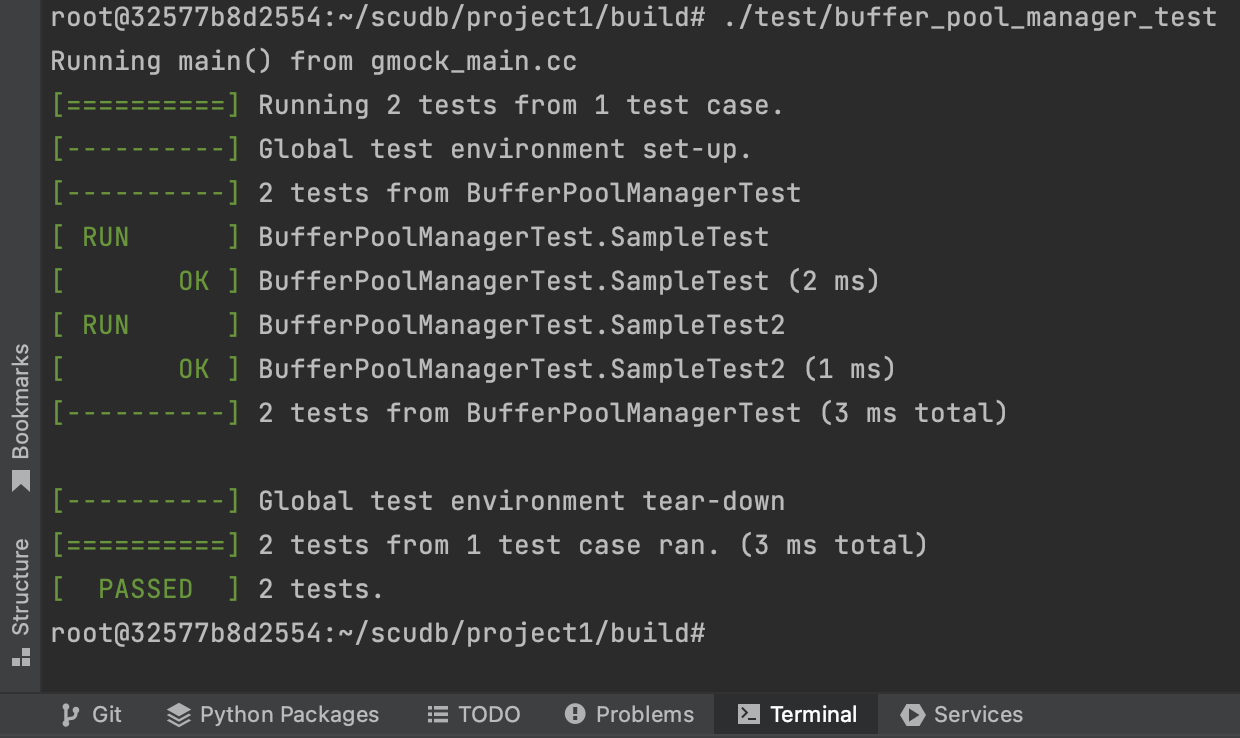 root@32577b8d2554:~/scudb/project1/build# ./test/buffer_pool_manager_test
Running main() from gmock_main.cc
[==========] Running 2 tests from 1 test case.
[----------] Global test environment set-up.
[----------] 2 tests from BufferPoolManagerTest
[ RUN      ] BufferPoolManagerTest.SampleTest
[       OK ] BufferPoolManagerTest.SampleTest (2 ms)
[ RUN      ] BufferPoolManagerTest.SampleTest2
[       OK ] BufferPoolManagerTest.SampleTest2 (1 ms)
[----------] 2 tests from BufferPoolManagerTest (3 ms total)

[----------] Global test environment tear-down
[==========] 2 tests from 1 test case ran. (3 ms total)
[  PASSED  ] 2 tests.
root@32577b8d2554:~/scudb/project1/build#
Bookmarks
Structure
Git Python Packages TODO Problems Terminal Services